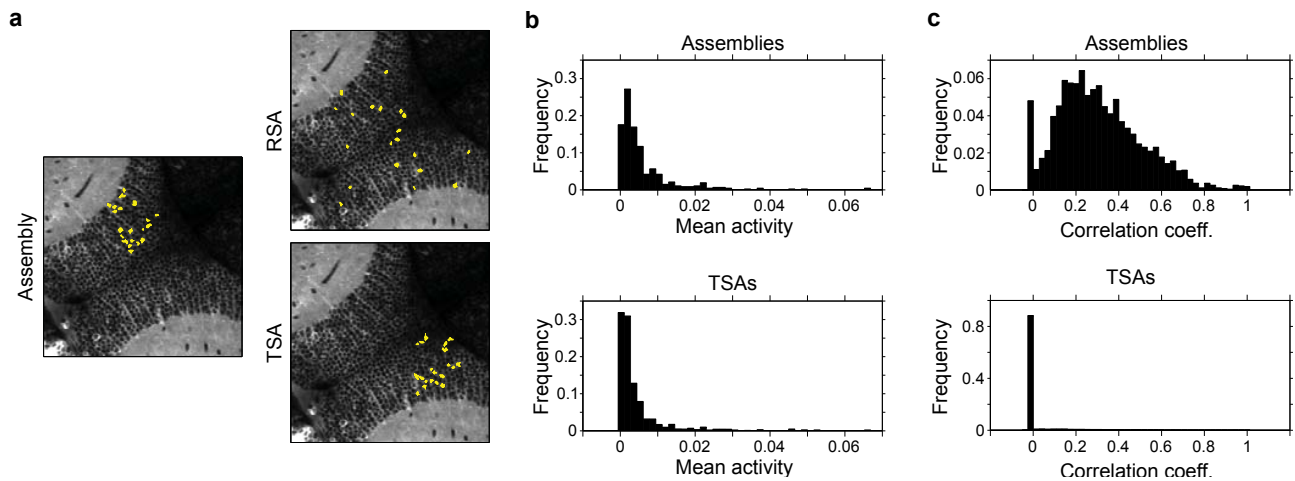 a
Assembly
RSA
TSA
b
Assemblies
Frequency
0.3
0.2
0.1
0
0 0.02 0.04 0.06
Mean activity
TSAs
Frequency
0.3
0.2
0.1
0
0 0.02 0.04 0.06
Mean activity
c
Assemblies
Frequency
0.06
0.04
0.02
0
0 0.2 0.4 0.6 0.8 1
Correlation coeff.
TSAs
Frequency
0.8
0.4
0
0 0.2 0.4 0.6 0.8 1
Correlation coeff.